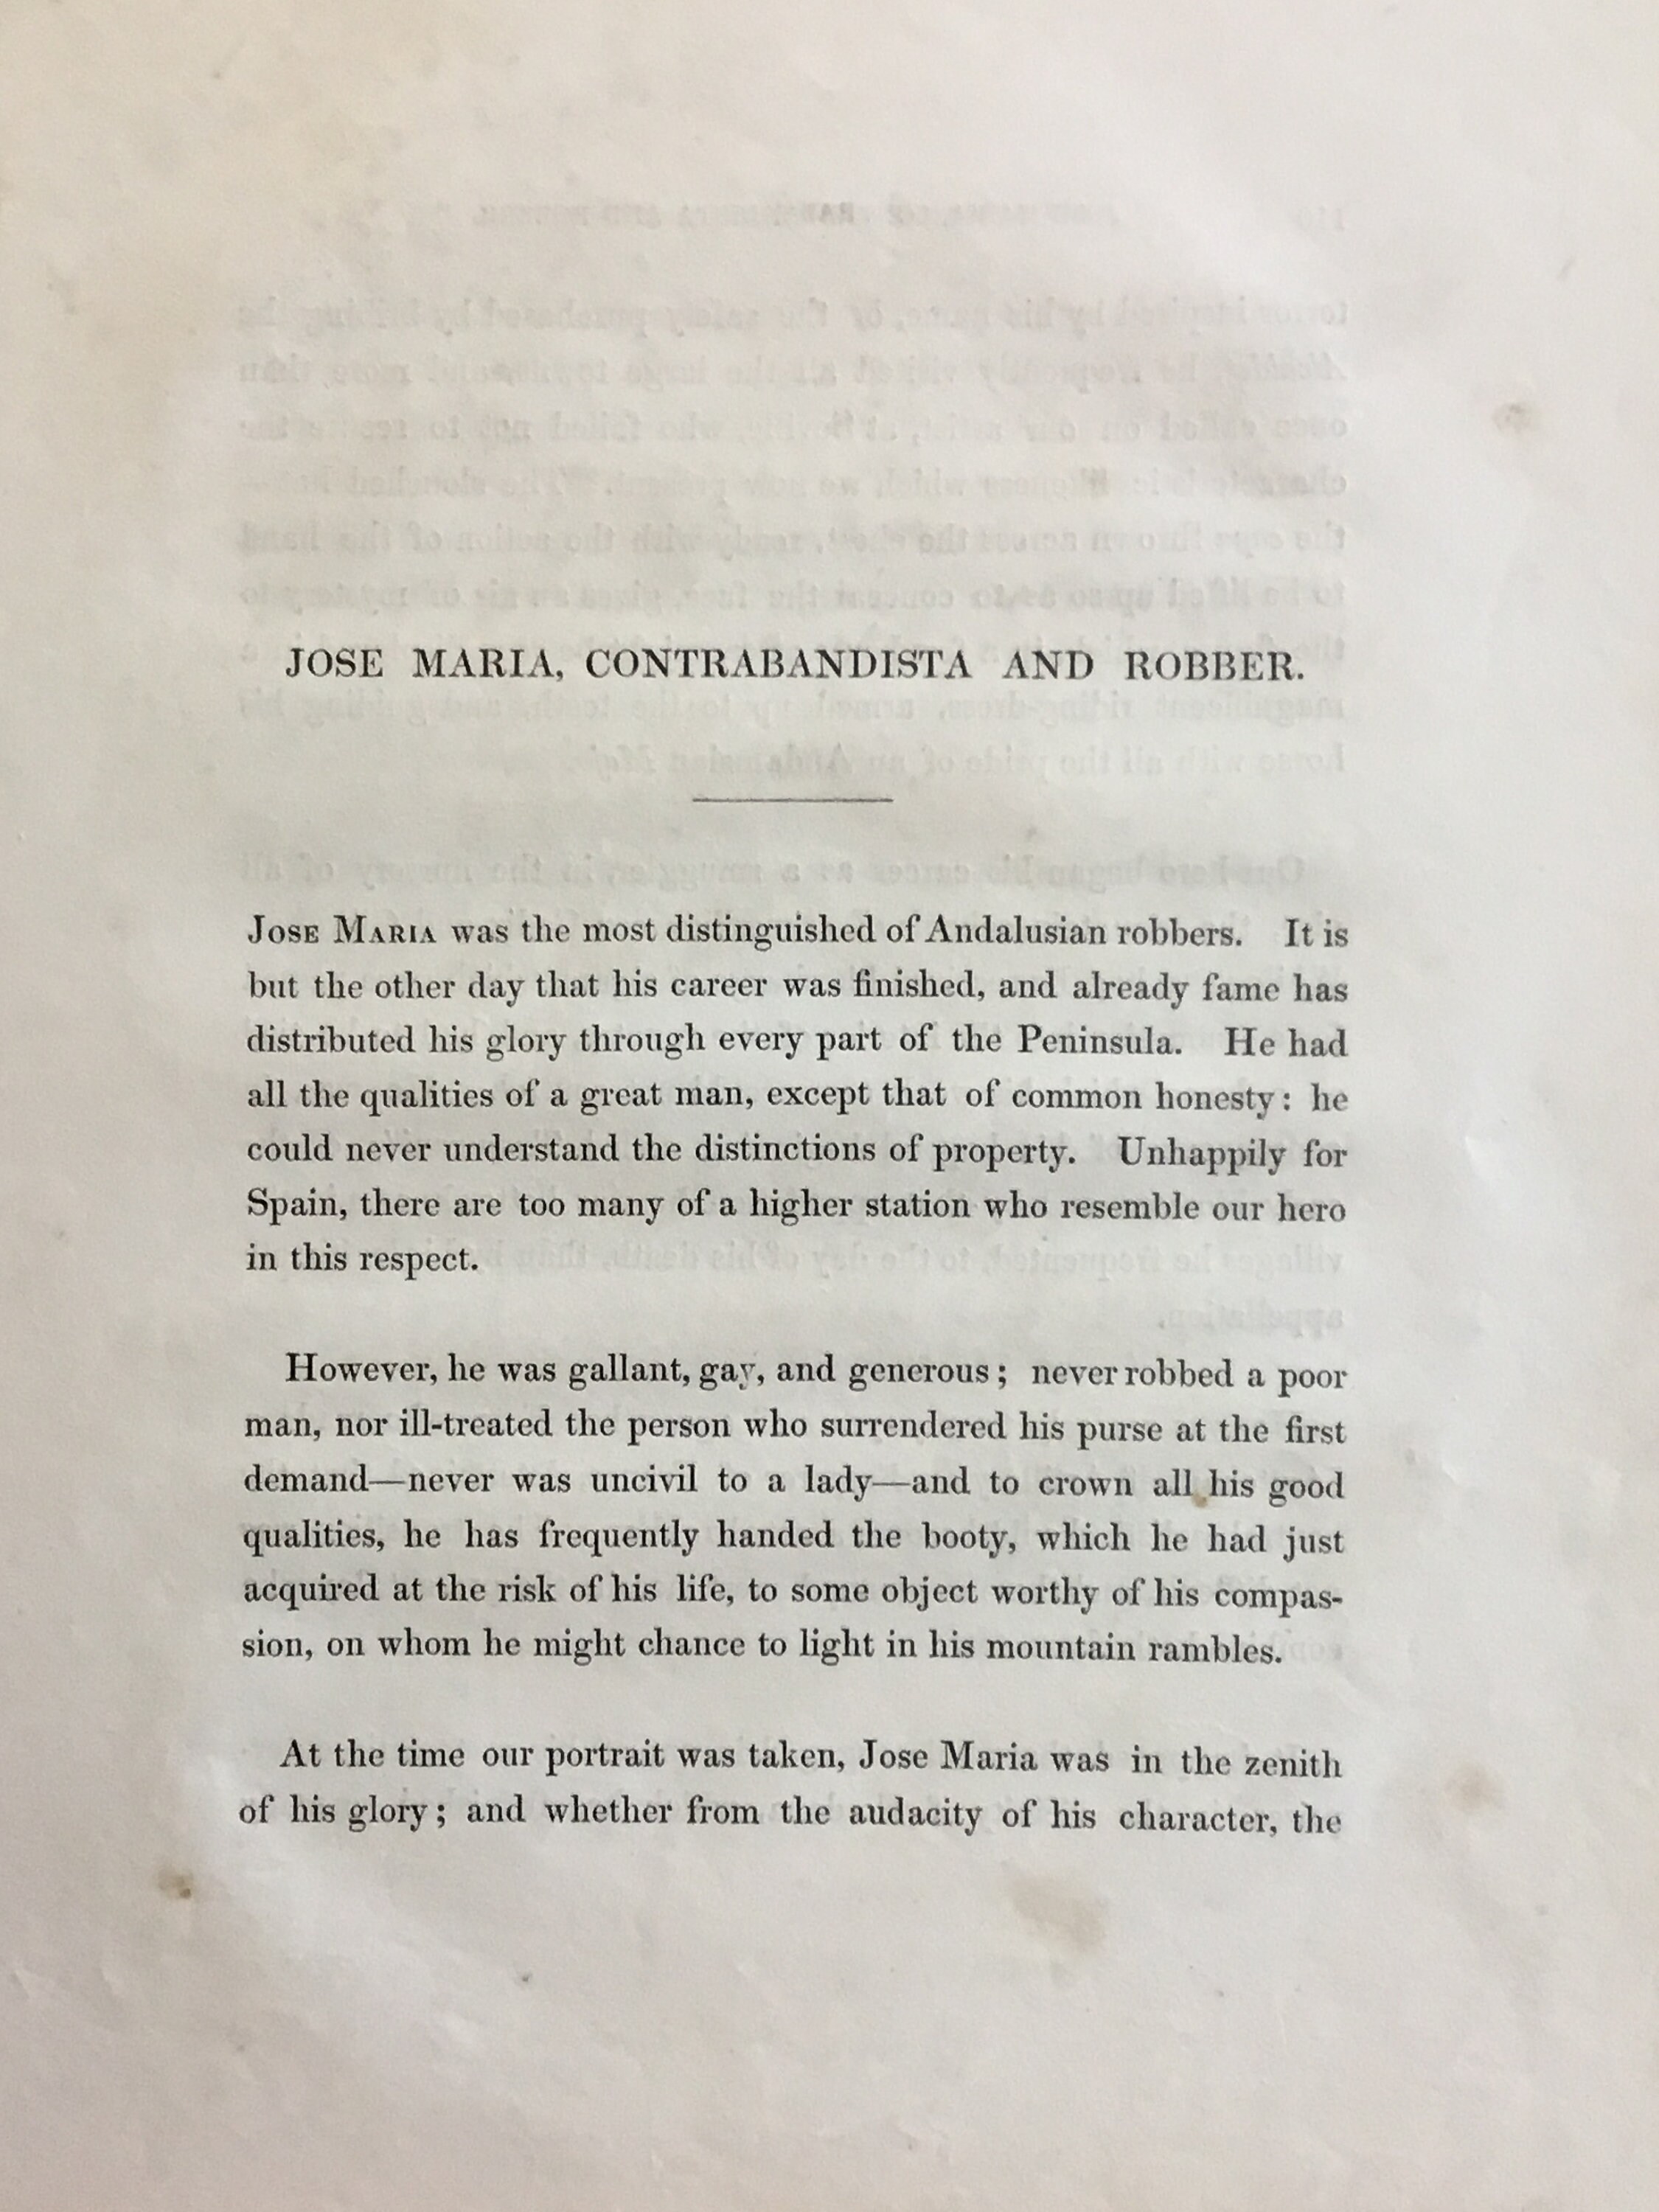 JOSE MARIA, CONTRABANDISTA AND ROBBER.
JOSE MARIA was the most distinguished of Andalusian robbers. It is
but the other day that his career was finished, and already fame has
distributed his glory through every part of the Peninsula. He had
all the qualities of a great man, except that of common honesty: he
could never understand the distinctions of property. Unhappily for
Spain, there are too many of a higher station who resemble our hero
in this respect.
However, he was gallant, gay, and generous; never robbed a poor
man, nor ill-treated the person who surrendered his purse at the first
demand—never was uncivil to a lady—and to crown all his good
qualities, he has frequently handed the booty, which he had just
acquired at the risk of his life, to some object worthy of his compas-
sion, on whom he might chance to light in his mountain rambles.
At the time our portrait was taken, Jose Maria was in the zenith
of his glory; and whether from the audacity of his character, the